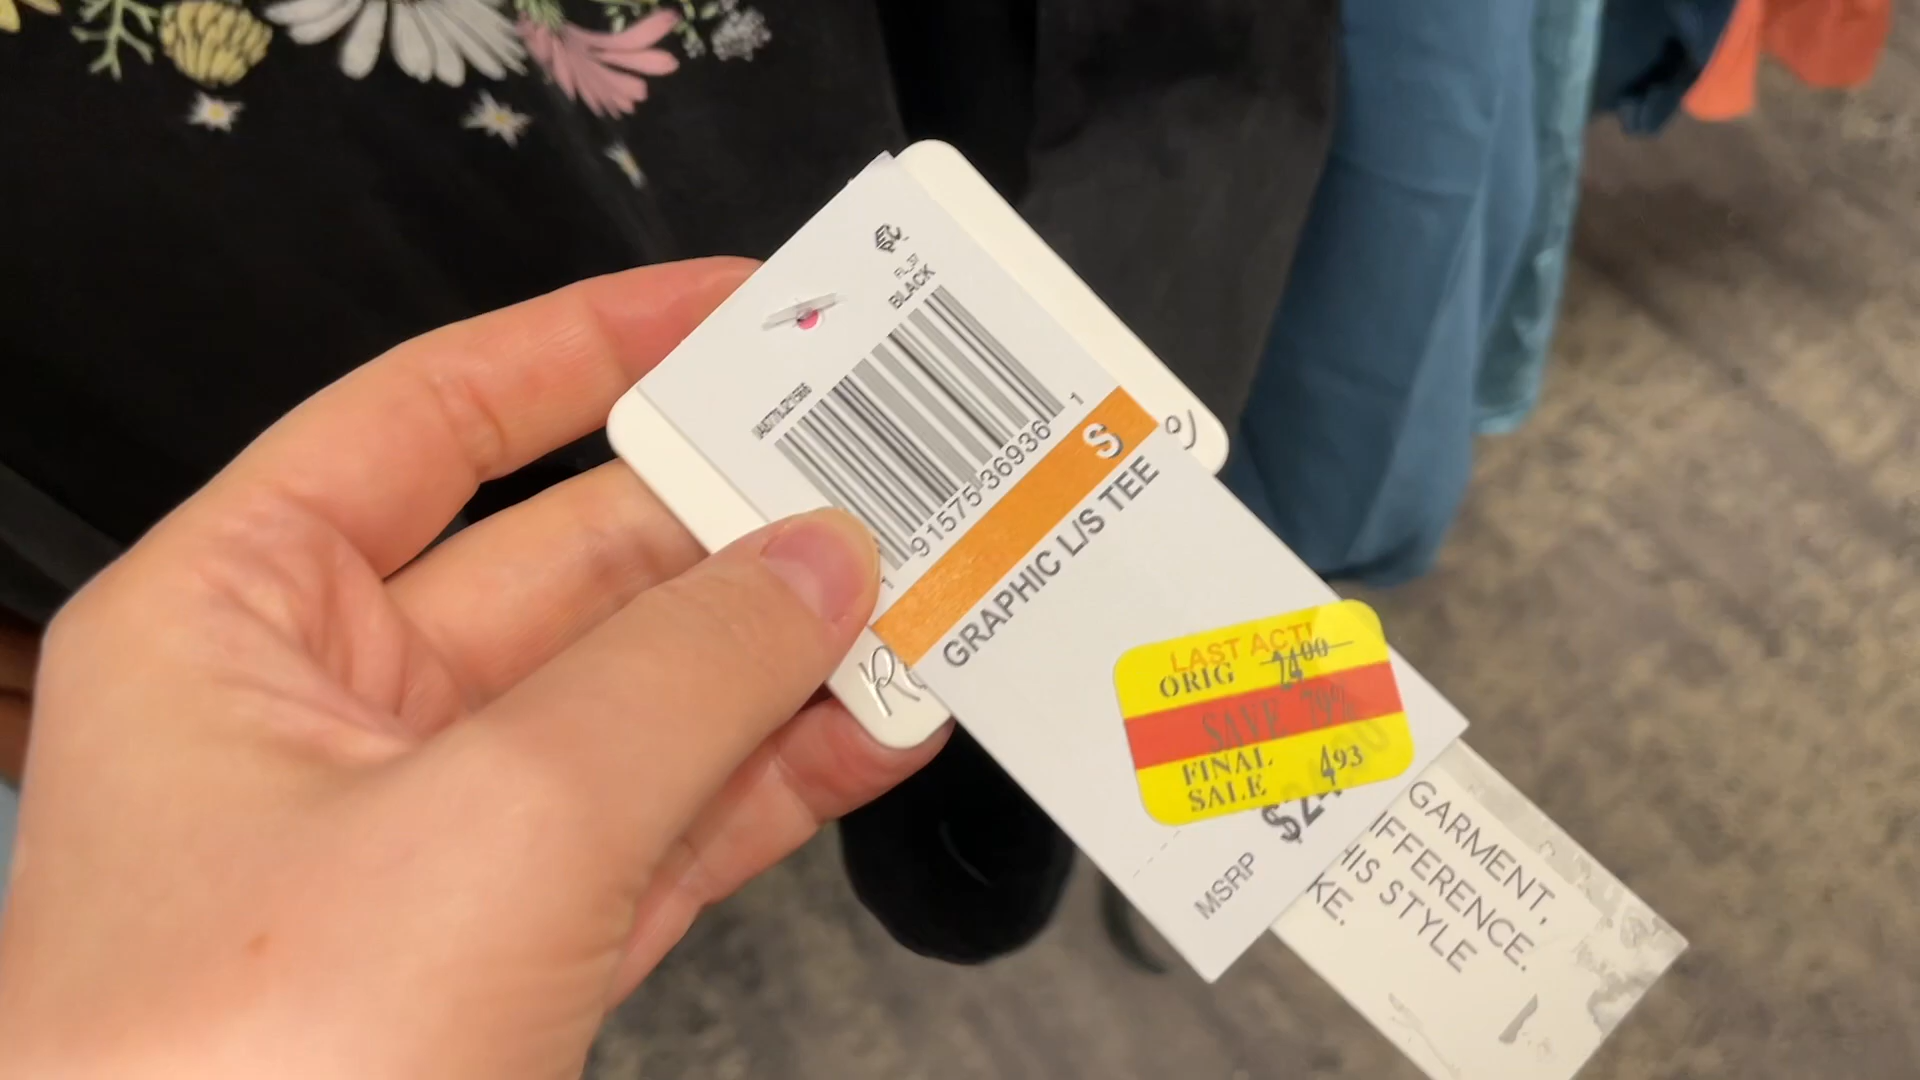 BLACK
1 91575 36936 1
S
GRAPHIC L/S TEE
LAST ACT!
ORIG 24.00
SAVE 79%
FINAL 4.93
SALE
MSRP
GARMENT,
IFFERENCE.
HIS STYLE
KE.